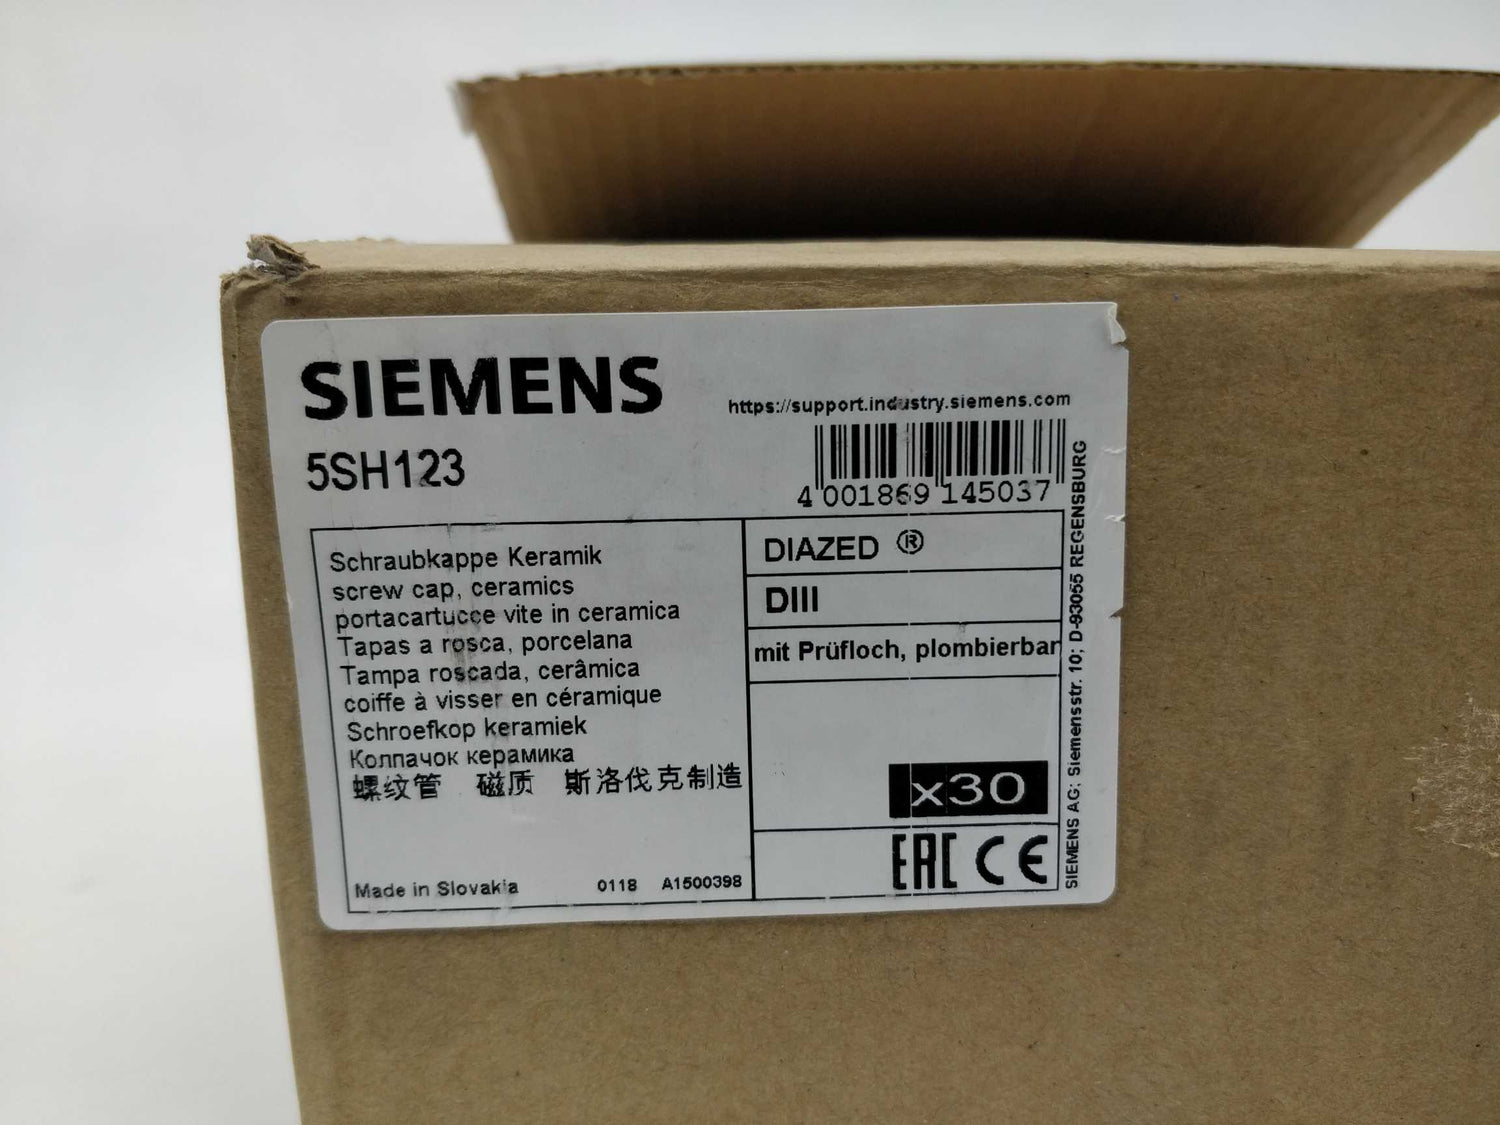 SIEMENS
https://support.industry.siemens.com
5SH123
4 001869 145037
Schraubkappe Keramik
screw cap, ceramics
portacartucce vite in ceramica
Tapas a rosca, porcelana
Tampa roscada, cerâmica
coiffe à visser en céramique
Schroefkop keramiek
Колпачок керамика
螺纹管 磁质 斯洛伐克制造
Made in Slovakia 0118 A1500398
DIAZED ®
DIII
mit Prüfloch, plombierbar
x30
EAC CE
SIEMENS AG; Siemensstr. 10; D-93055 REGENSBURG